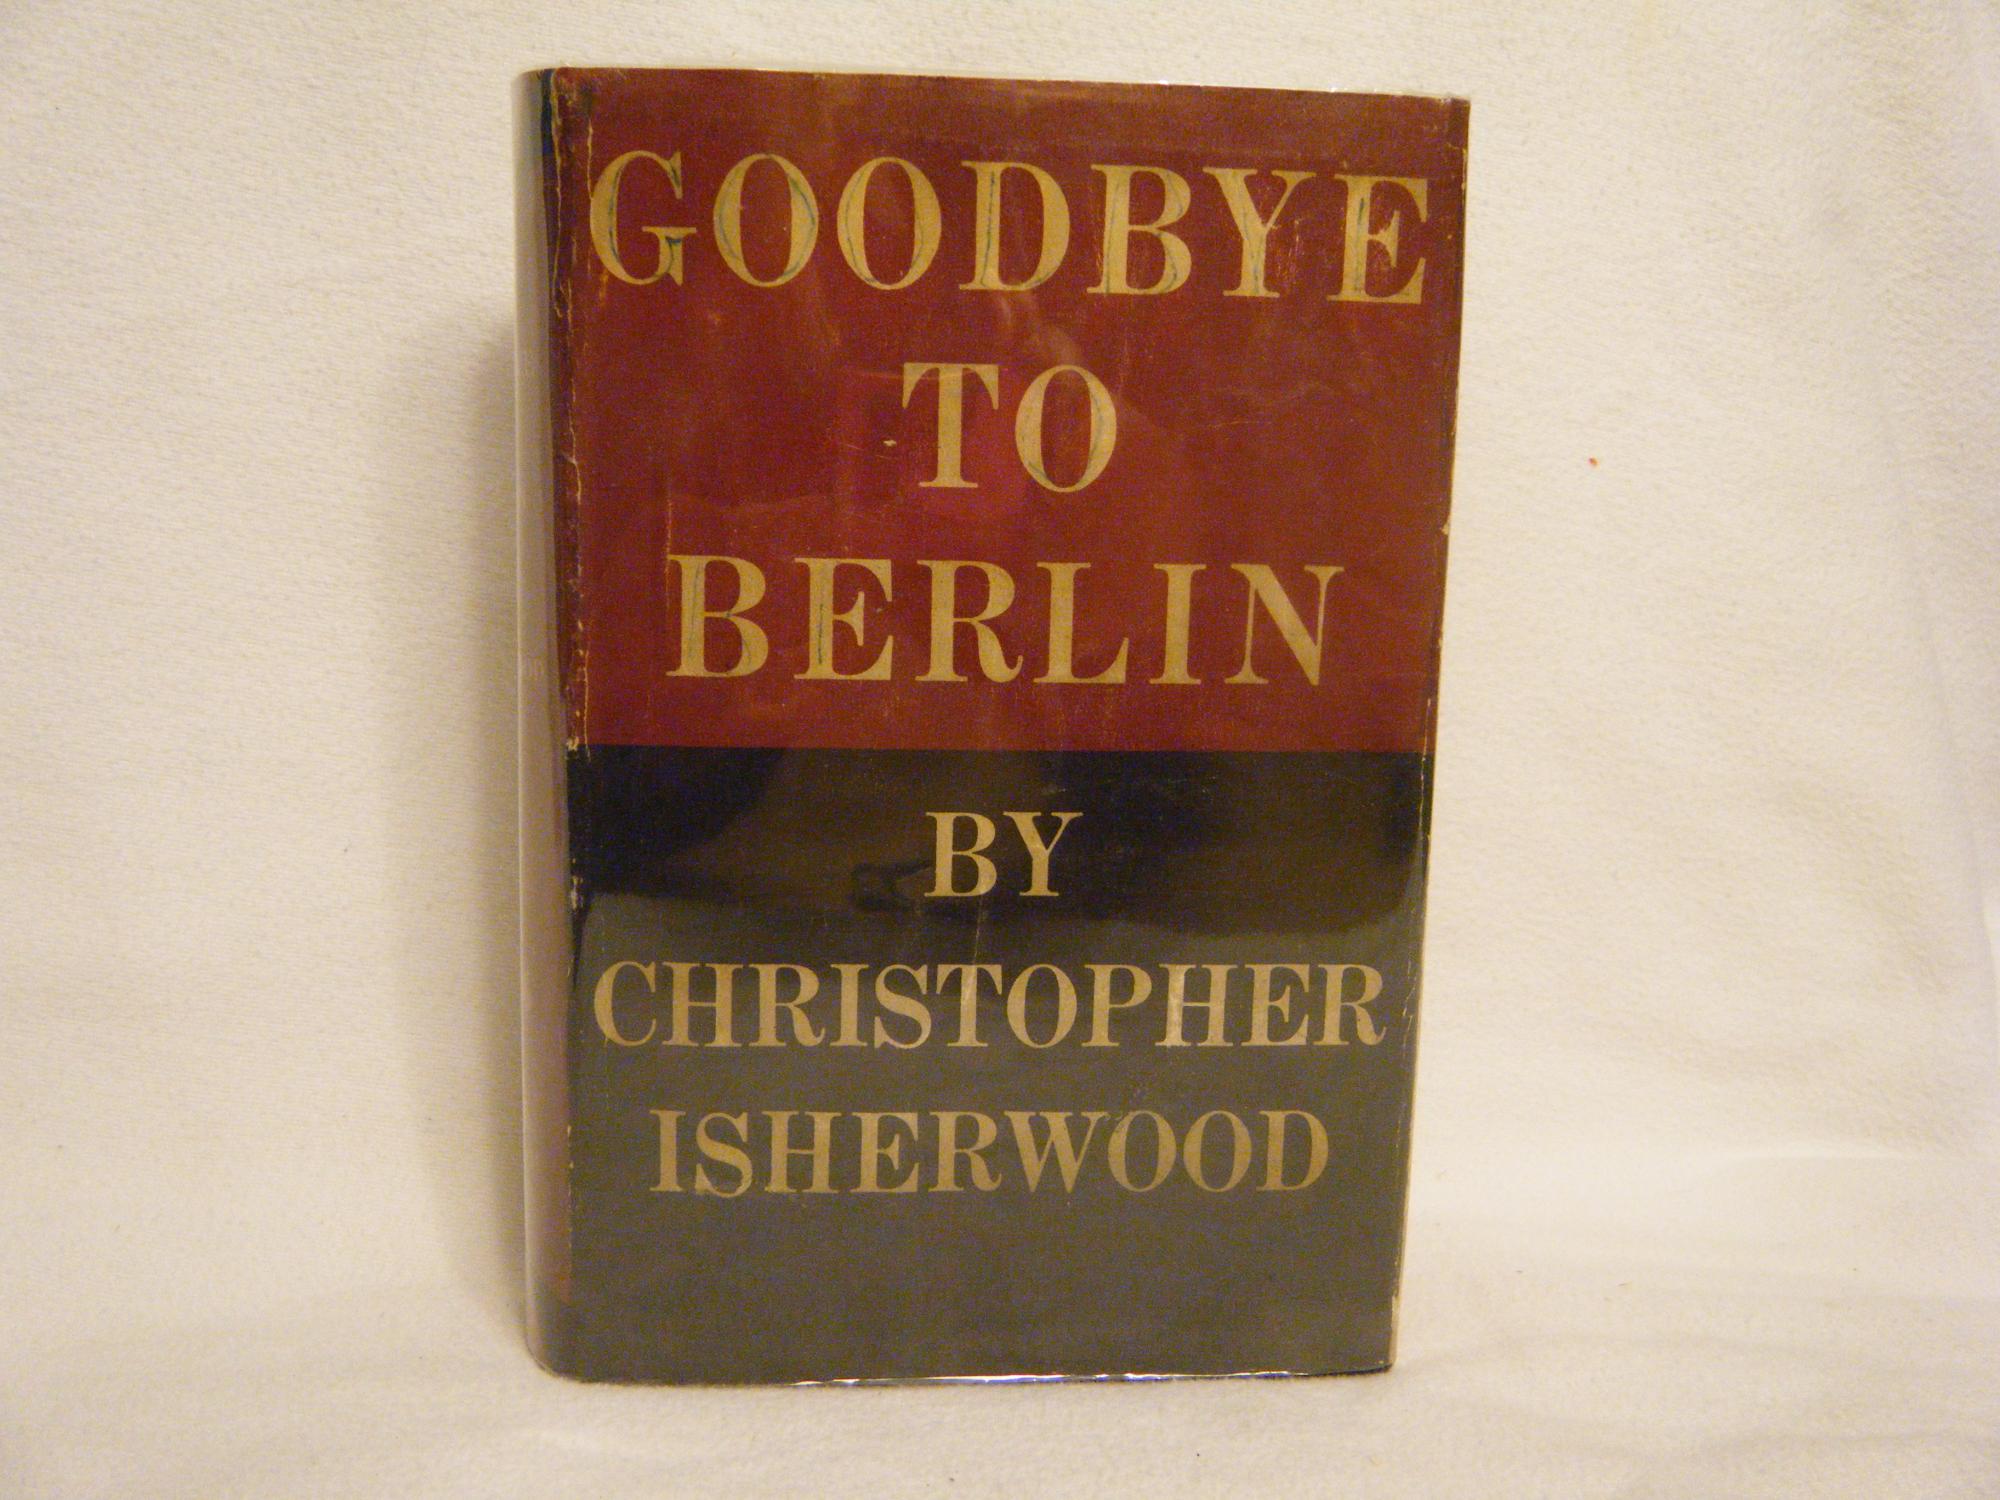 GOODBYE
TO
BERLIN
BY
CHRISTOPHER
ISHERWOOD